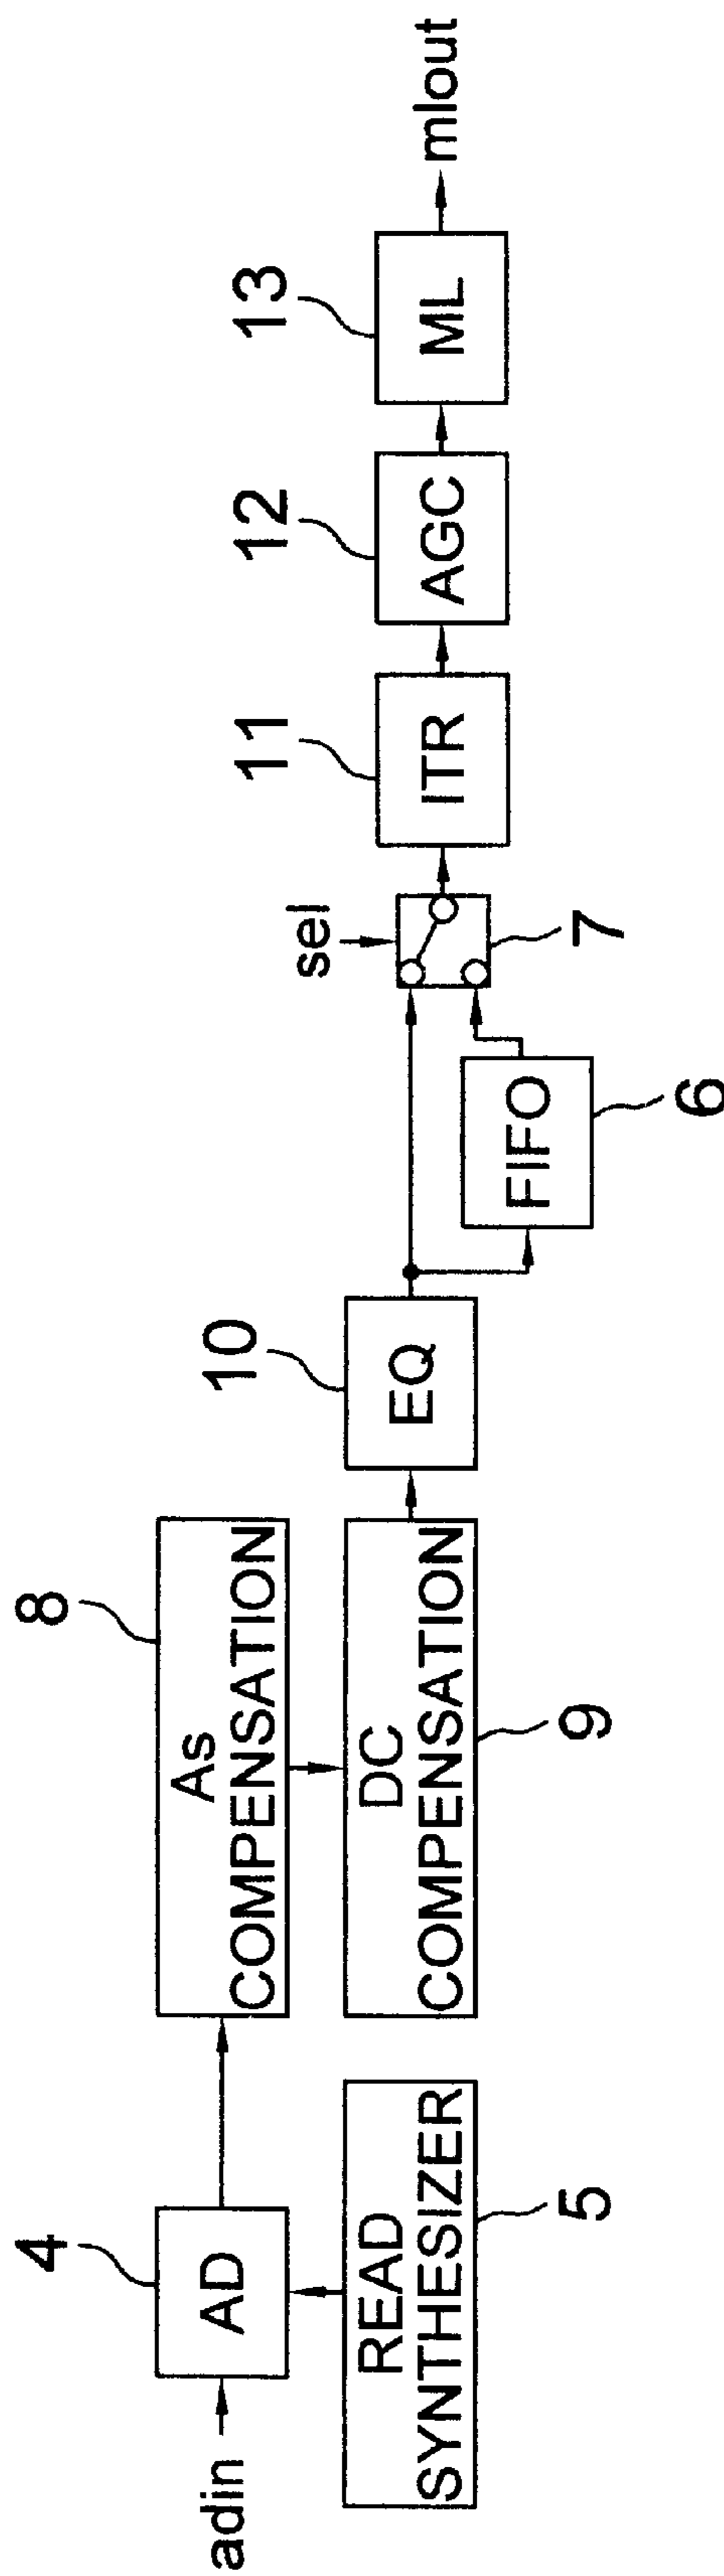 adin
4
AD
READ
SYNTHESIZER
5
8
As
COMPENSATION
DC
COMPENSATION
9
10
EQ
FIFO
6
sel
7
11
ITR
12
AGC
13
ML
mlout